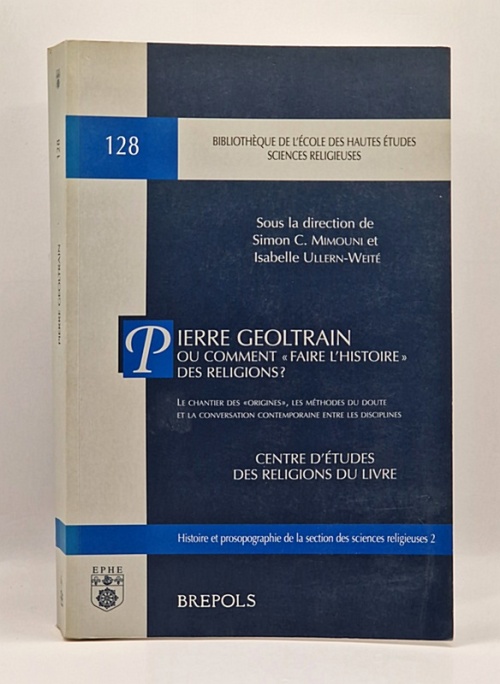 128
BIBLIOTHÈQUE DE L'ÉCOLE DES HAUTES ÉTUDES
SCIENCES RELIGIEUSES
Sous la direction de
Simon C. MIMOUNI et
Isabelle ULLERN-WEITÉ
PIERRE GEOLTRAIN
OU COMMENT « FAIRE L'HISTOIRE »
DES RELIGIONS ?
LE CHANTIER DES «ORIGINES», LES MÉTHODES DU DOUTE
ET LA CONVERSATION CONTEMPORAINE ENTRE LES DISCIPLINES
CENTRE D'ÉTUDES
DES RELIGIONS DU LIVRE
Histoire et prosopographie de la section des sciences religieuses 2
EPHE
BREPOLS
128
PIERRE GEOLTRAIN